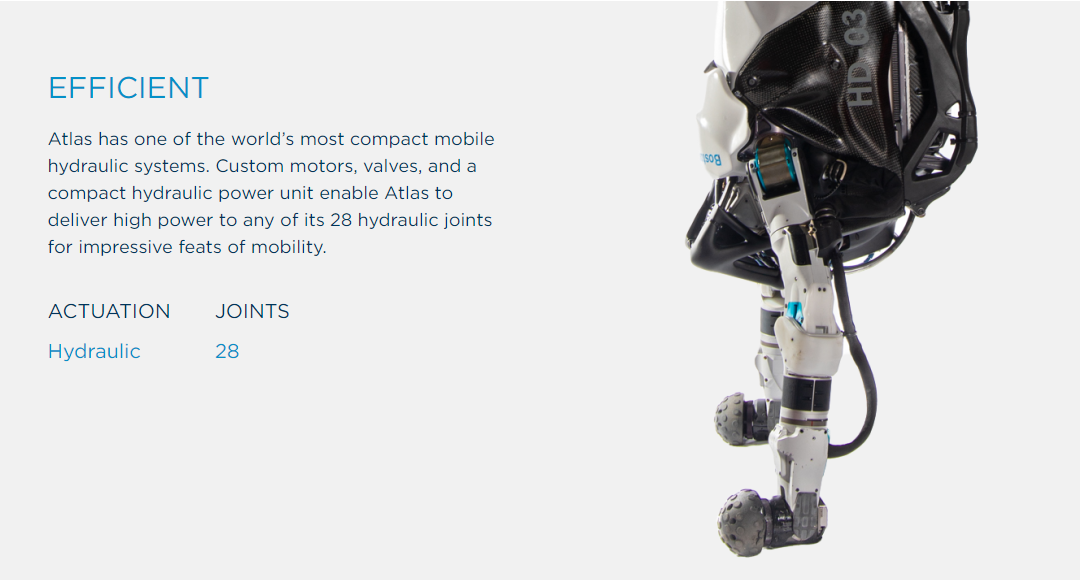 EFFICIENT
Atlas has one of the world's most compact mobile
hydraulic systems. Custom motors, valves, and a
compact hydraulic power unit enable Atlas to
deliver high power to any of its 28 hydraulic joints
for impressive feats of mobility.
ACTUATION JOINTS
Hydraulic 28
HD-03